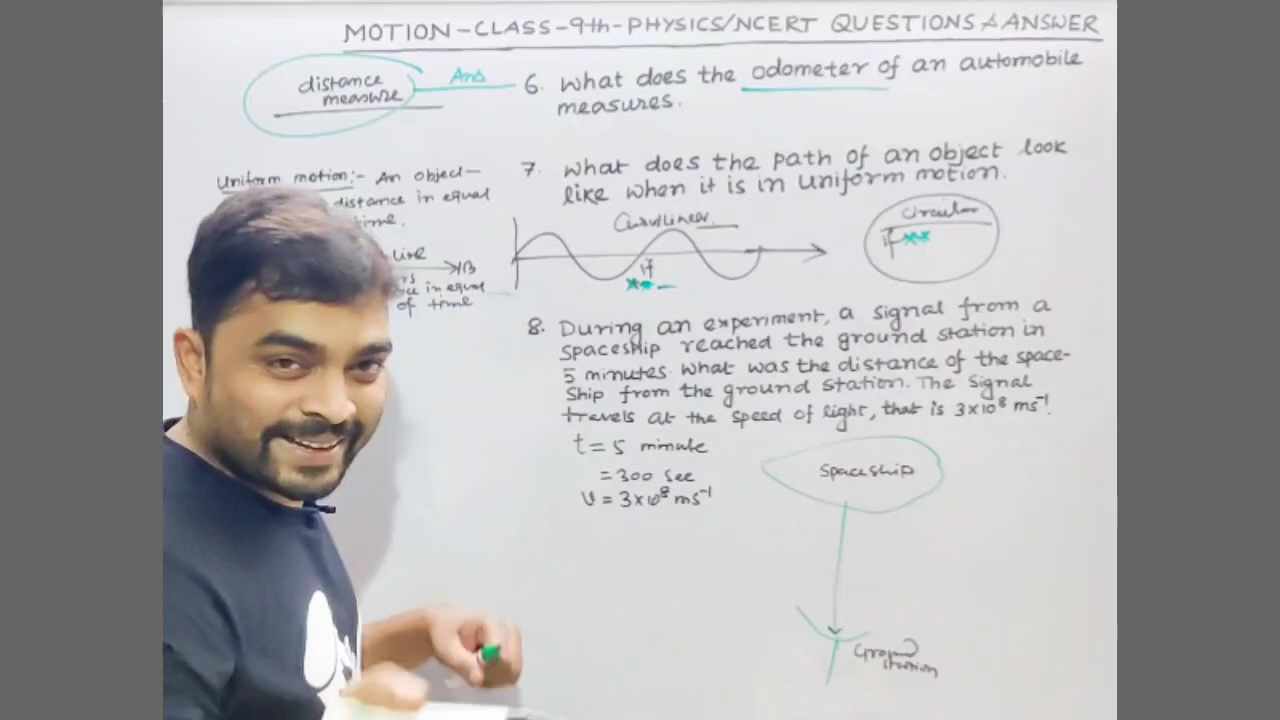 MOTION-CLASS-9th-PHYSICS/NCERT QUESTIONS & ANSWER
distance
measure
Ans
6. What does the odometer of an automobile
measures.
Uniform motion:- An object-
distance in equal
time.
Line
B
in equal
of time
7. What does the path of an object look
like when it is in uniform motion.
Curvilinear
if
Circular
if
8. During an experiment, a signal from a
spaceship reached the ground station in
5 minutes. What was the distance of the space-
ship from the ground station. The signal
travels at the speed of light, that is 3×10⁸ ms⁻¹.
t = 5 minute
= 300 sec
v = 3×10⁸ ms⁻¹
Spaceship
Ground
station